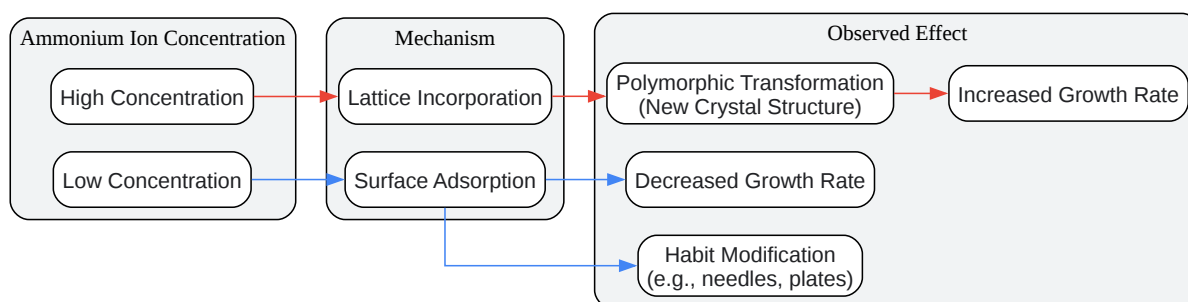 Ammonium Ion Concentration
Mechanism
Observed Effect
High Concentration
Lattice Incorporation
Polymorphic Transformation
(New Crystal Structure)
Increased Growth Rate
Low Concentration
Surface Adsorption
Decreased Growth Rate
Habit Modification
(e.g., needles, plates)